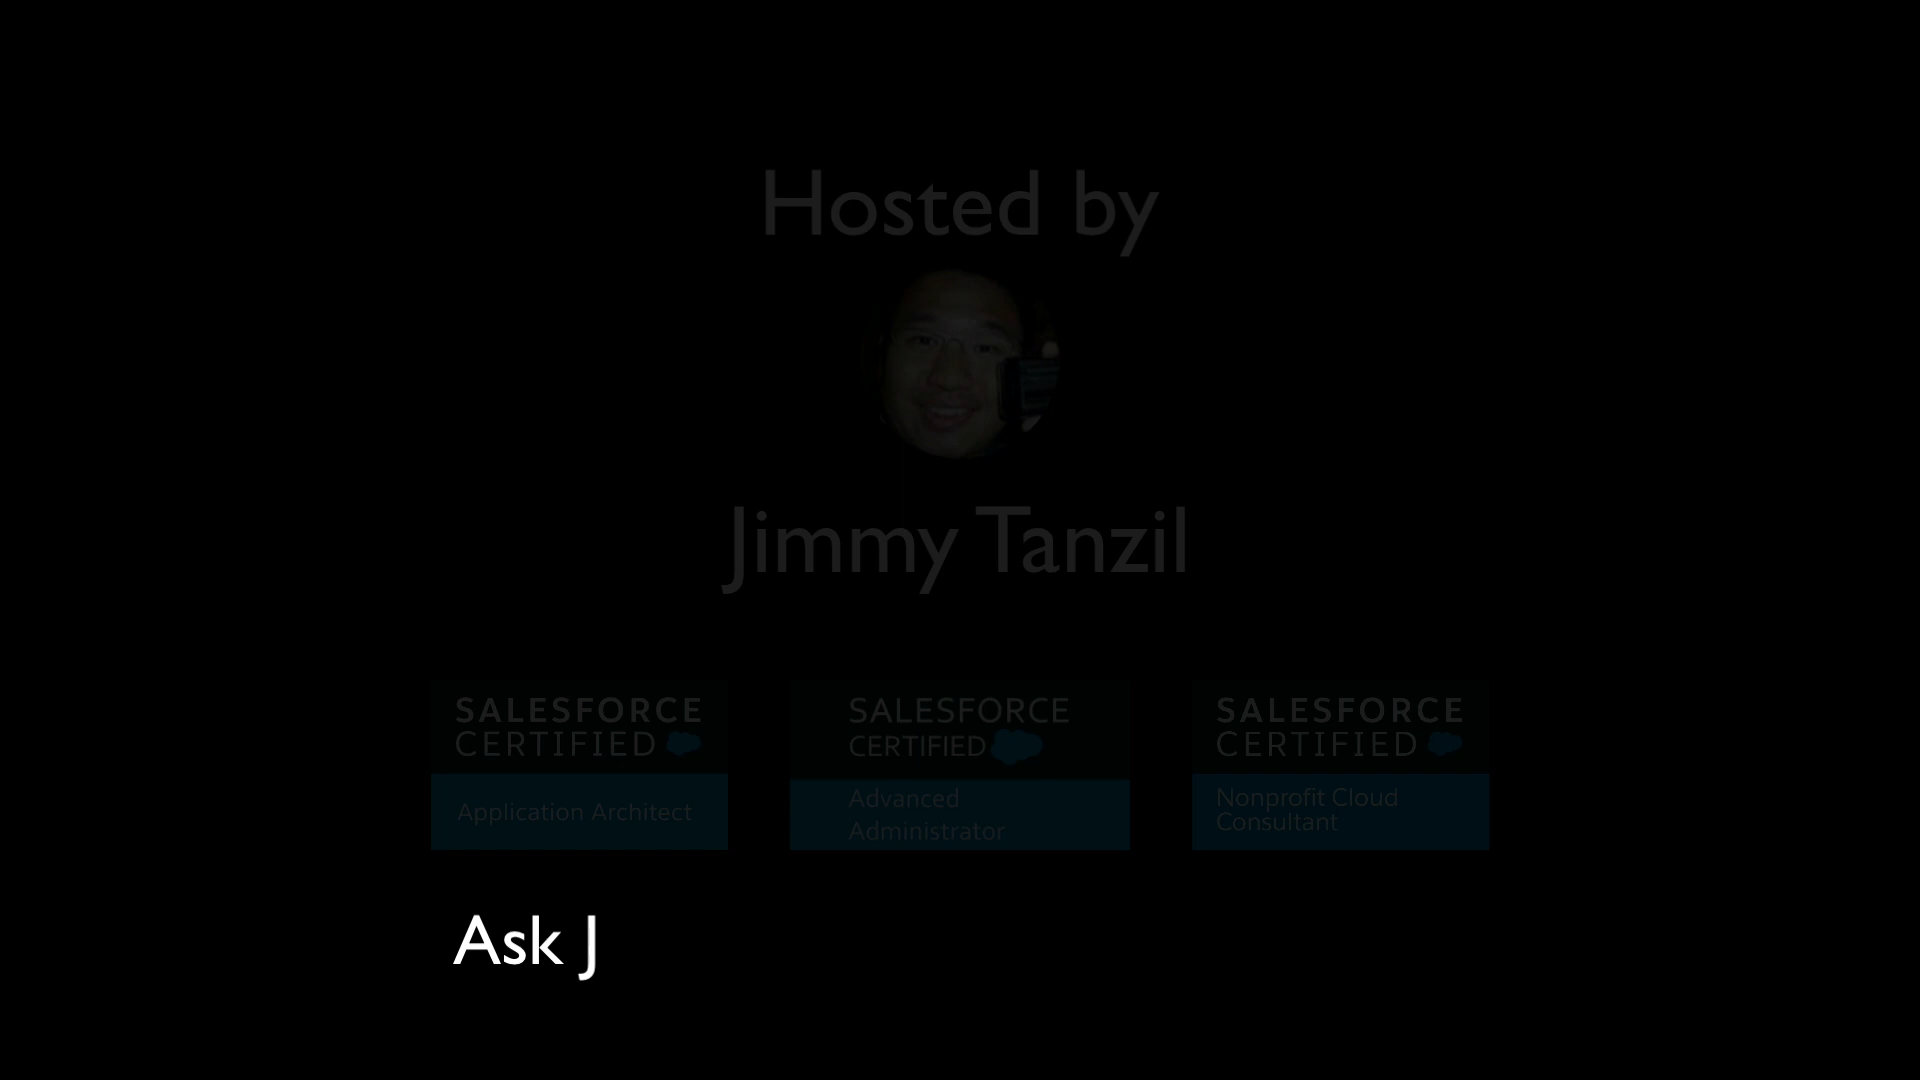 Hosted by
Jimmy Tanzil
SALESFORCE
CERTIFIED
Application Architect
SALESFORCE
CERTIFIED
Advanced
Administrator
SALESFORCE
CERTIFIED
Nonprofit Cloud
Consultant
Ask J